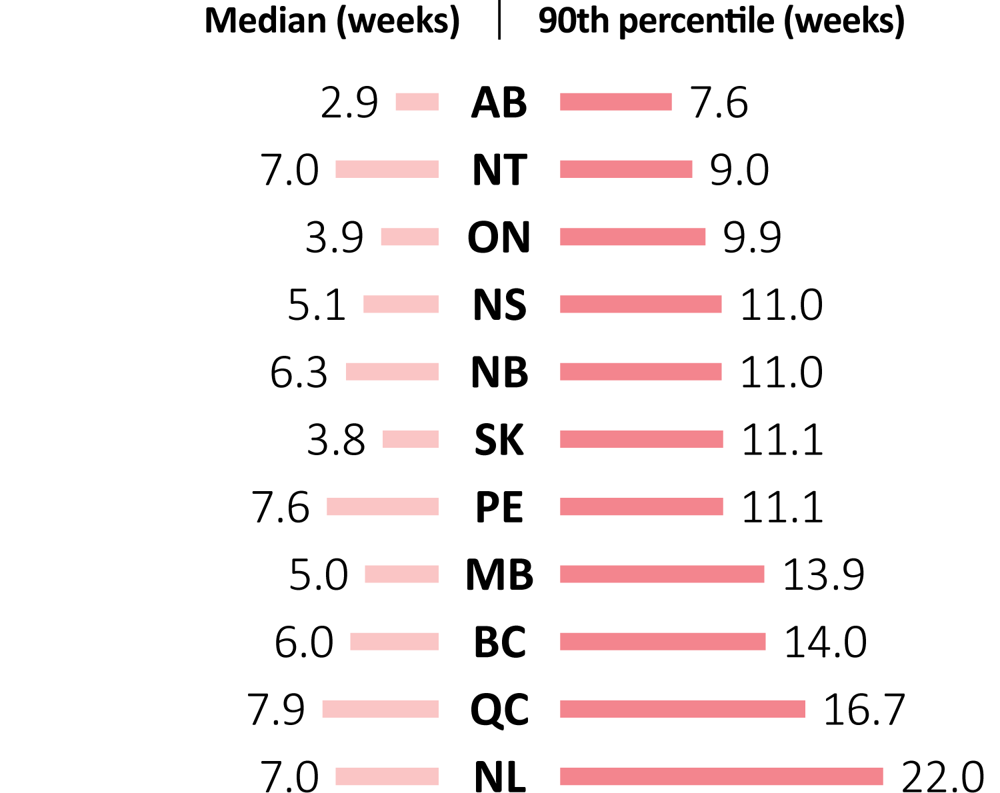 Median (weeks) | 90th percentile (weeks)
2.9 AB 7.6
7.0 NT 9.0
3.9 ON 9.9
5.1 NS 11.0
6.3 NB 11.0
3.8 SK 11.1
7.6 PE 11.1
5.0 MB 13.9
6.0 BC 14.0
7.9 QC 16.7
7.0 NL 22.0